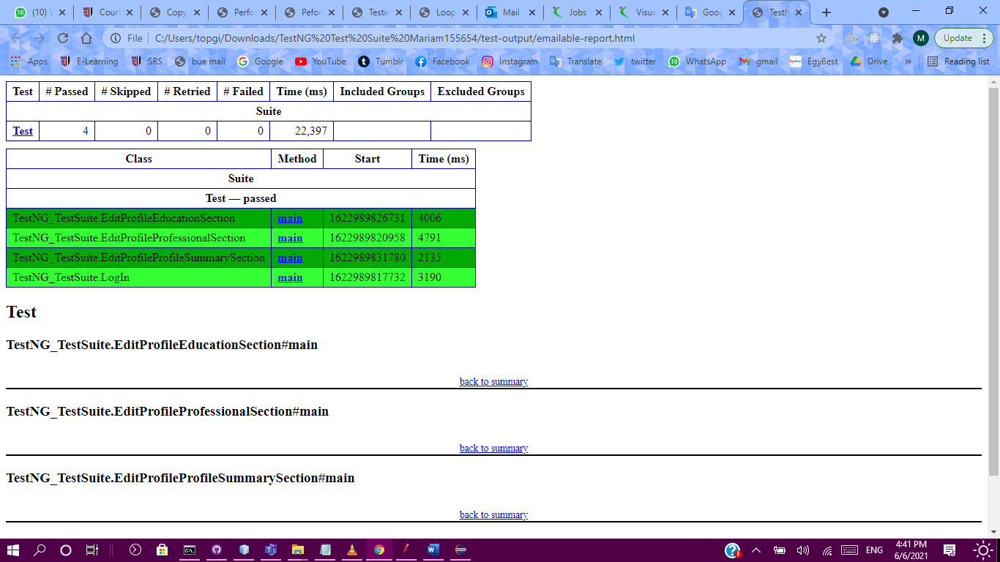 (10) V
Cours
Copy
Perfo
Pefor
Testin
Loop
Mail
Jobs
Visua
Goog
TestN
File C:/Users/topgi/Downloads/TestNG%20Test%20Suite%20Mariam155654/test-output/emailable-report.html
M
Update
Apps E-Learning SRS bue mail Google YouTube Tumblr Facebook Instagram Translate twitter WhatsApp gmail EgyBest Drive » Reading list
Test # Passed # Skipped # Retried # Failed Time (ms) Included Groups Excluded Groups
Suite
Test 4 0 0 0 22,397
Class Method Start Time (ms)
Suite
Test — passed
TestNG_TestSuite.EditProfileEducationSection main 1622989826731 4006
TestNG_TestSuite.EditProfileProfessionalSection main 1622989820958 4791
TestNG_TestSuite.EditProfileProfileSummarySection main 1622989831780 2135
TestNG_TestSuite.LogIn main 1622989817732 3190
Test
TestNG_TestSuite.EditProfileEducationSection#main
back to summary
TestNG_TestSuite.EditProfileProfessionalSection#main
back to summary
TestNG_TestSuite.EditProfileProfileSummarySection#main
back to summary
ENG
4:41 PM
6/6/2021